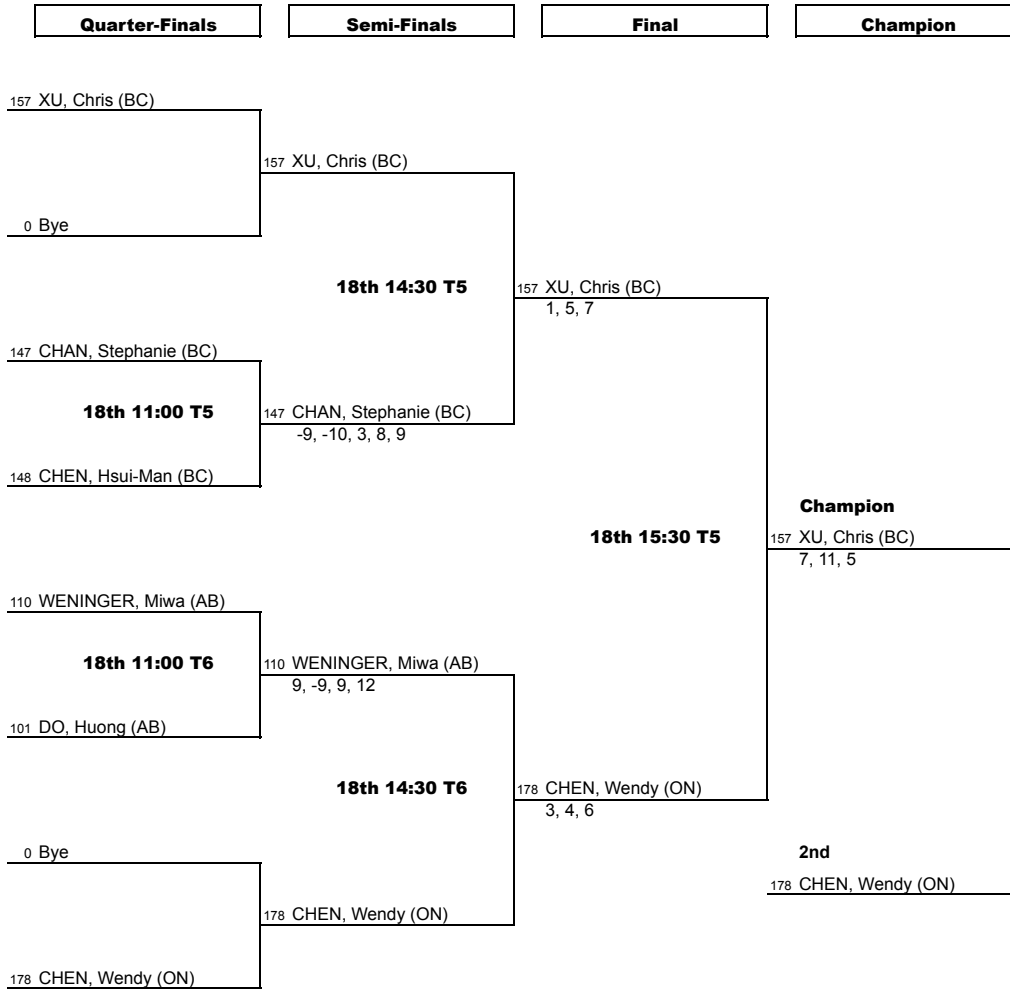 Quarter-Finals Semi-Finals Final Champion
157 XU, Chris (BC)
157 XU, Chris (BC)
0 Bye
18th 14:30 T5
157 XU, Chris (BC)
1, 5, 7
147 CHAN, Stephanie (BC)
18th 11:00 T5
147 CHAN, Stephanie (BC)
-9, -10, 3, 8, 9
148 CHEN, Hsui-Man (BC)
Champion
18th 15:30 T5
157 XU, Chris (BC)
7, 11, 5
110 WENINGER, Miwa (AB)
18th 11:00 T6
110 WENINGER, Miwa (AB)
9, -9, 9, 12
101 DO, Huong (AB)
18th 14:30 T6
178 CHEN, Wendy (ON)
3, 4, 6
0 Bye
2nd
178 CHEN, Wendy (ON)
178 CHEN, Wendy (ON)
178 CHEN, Wendy (ON)